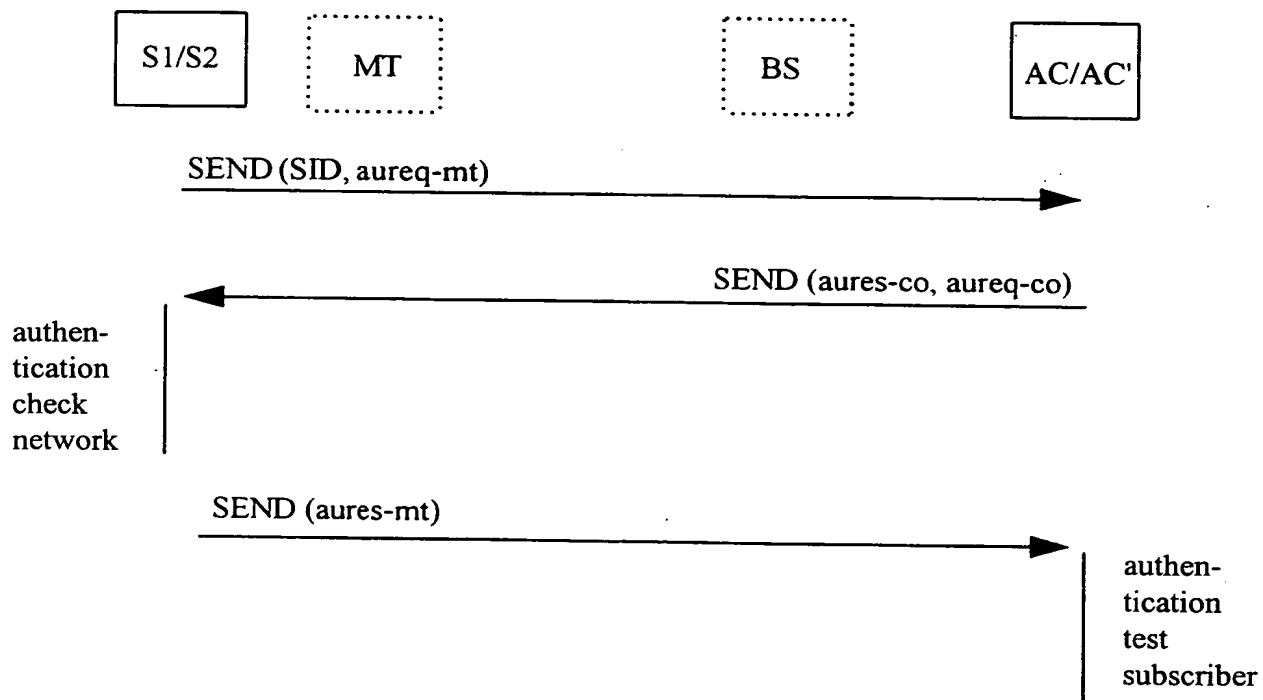 S1/S2
MT
BS
AC/AC'
SEND (SID, aureq-mt)
SEND (aures-co, aureq-co)
authen-
tication
check
network
SEND (aures-mt)
authen-
tication
test
subscriber